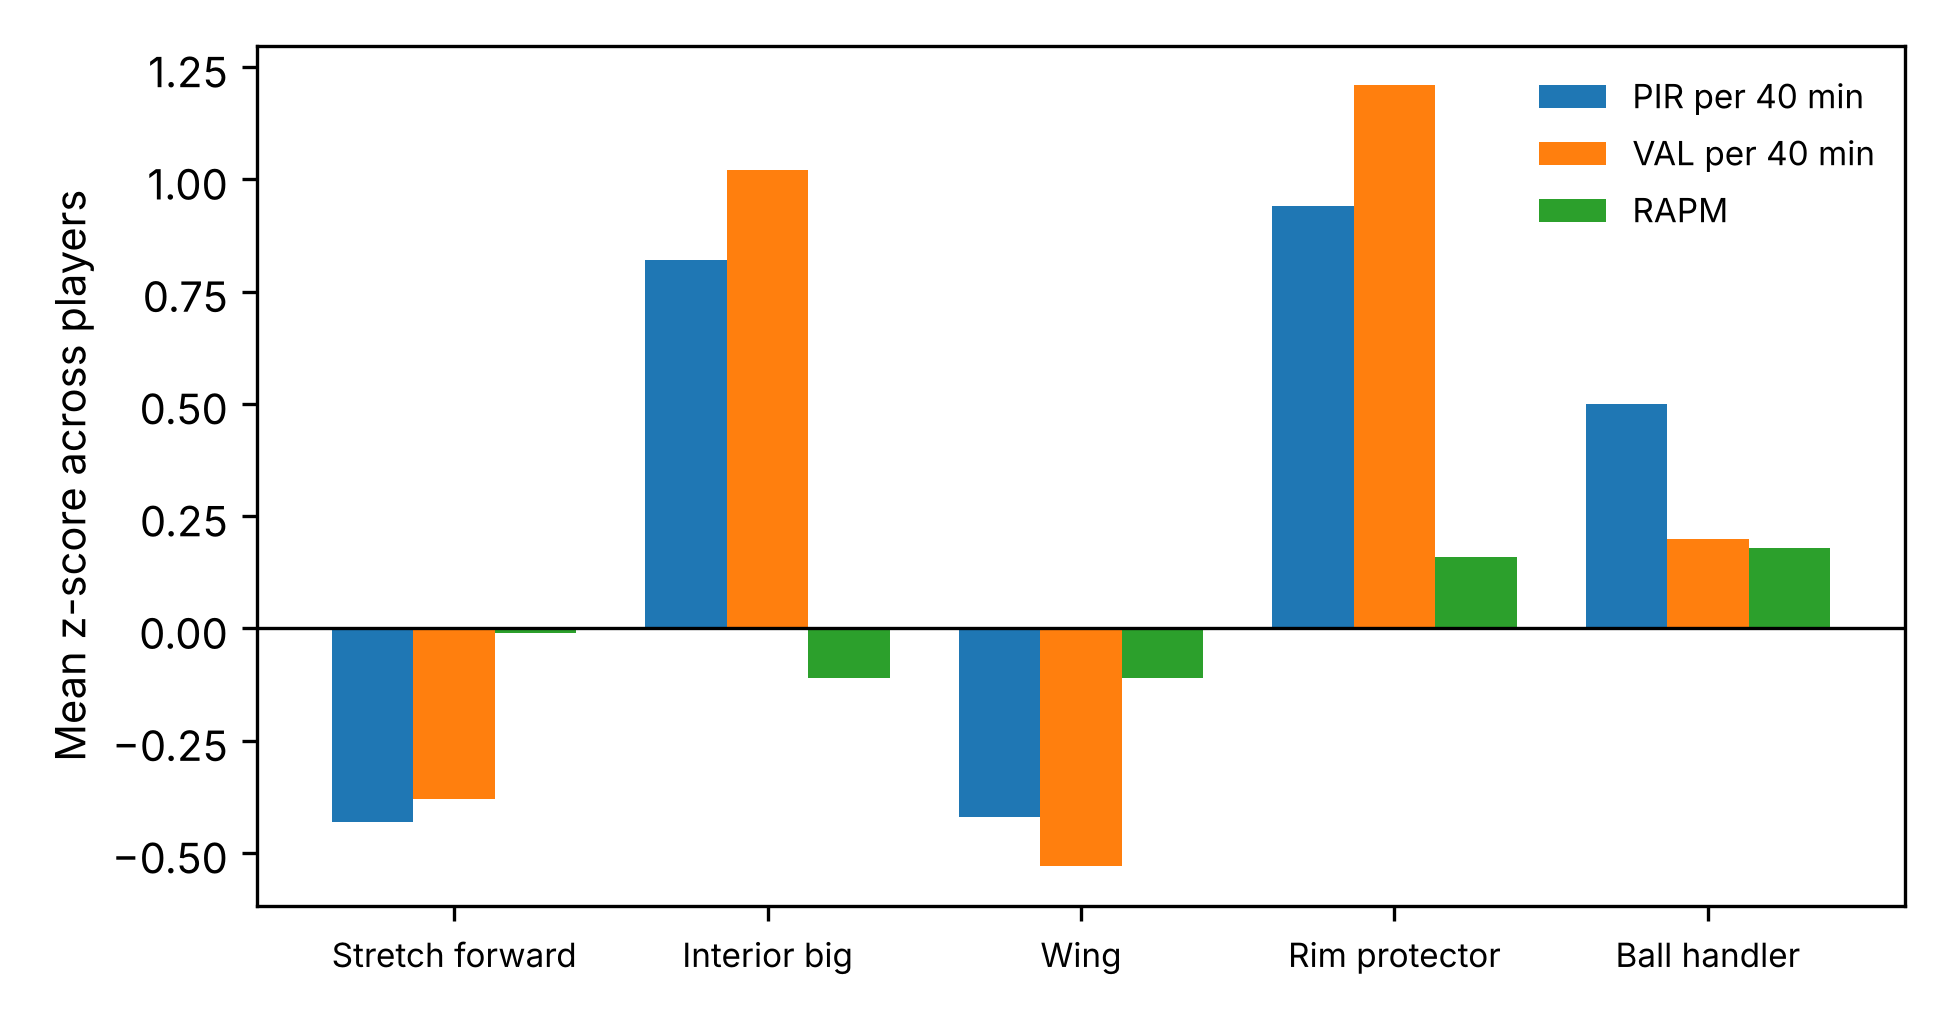 Mean z-score across players
1.25
1.00
0.75
0.50
0.25
0.00
−0.25
−0.50
PIR per 40 min
VAL per 40 min
RAPM
Stretch forward
Interior big
Wing
Rim protector
Ball handler